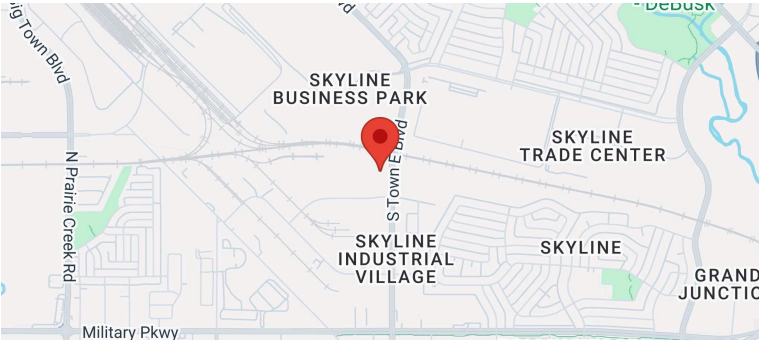 - DeBusk
Big Town Blvd
SKYLINE
BUSINESS PARK
SKYLINE
TRADE CENTER
S Town E Blvd
N Prairie Creek Rd
SKYLINE
INDUSTRIAL
VILLAGE
SKYLINE
GRAND
JUNCTIO
Military Pkwy